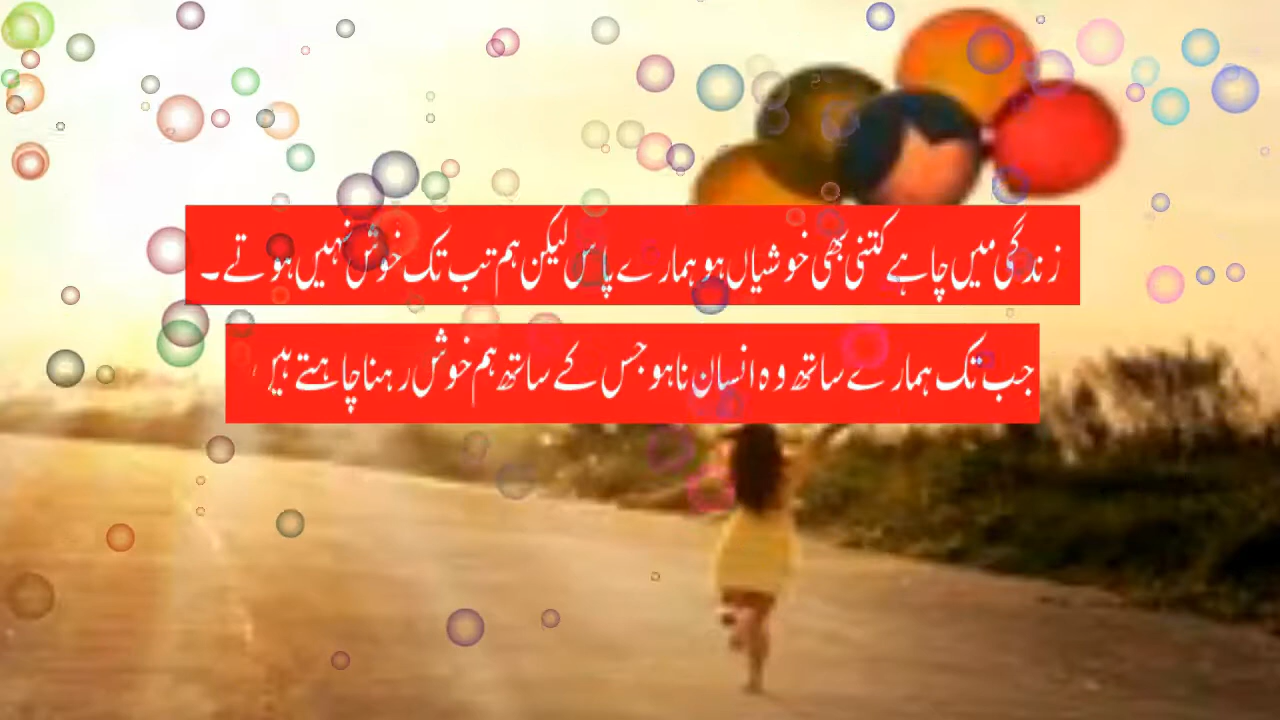 زندگی میں چاہے کتنی بھی خوشیاں ہو ہمارے پاس لیکن ہم تب تک خوش نہیں ہوتے۔
جب تک ہمارے ساتھ وہ انسان نا ہو جس کے ساتھ ہم خوش رہنا چاہتے ہیں